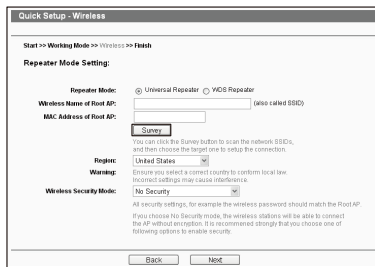 Quick Setup - Wireless
Start >> Working Mode >> Wireless >> Finish
Repeater Mode Setting:
Repeater Mode: Universal Repeater WDS Repeater
Wireless Name of Root AP: (also called SSID)
MAC Address of Root AP:
Survey
You can click the Survey button to scan the network SSIDs,
and then choose the target one to setup the connection.
Region: United States
Warning: Ensure you select a correct country to conform local law.
Incorrect settings may cause interference.
Wireless Security Mode: No Security
All security settings, for example the wireless password should match the Root AP.
If you choose No Security mode, the wireless stations will be able to connect
the AP without encryption. It is recommened strongly that you choose one of
following options to enable security.
Back Next